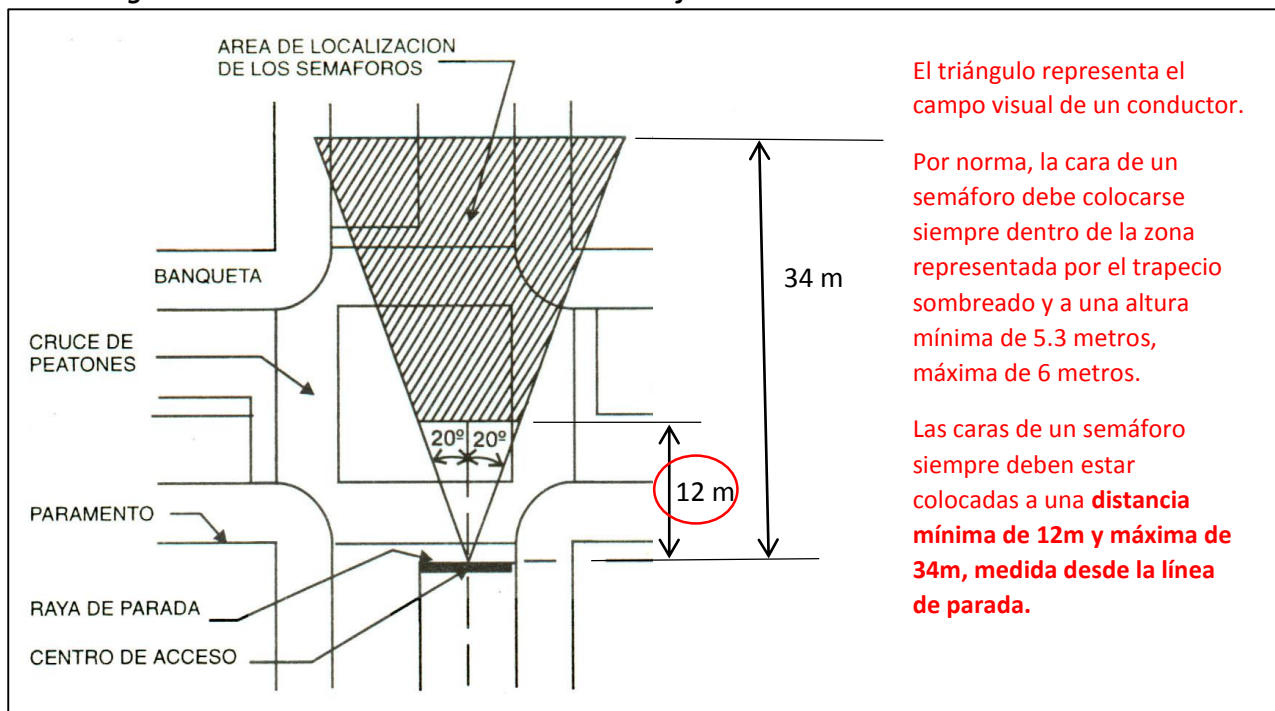 AREA DE LOCALIZACION
DE LOS SEMAFOROS
BANQUETA
CRUCE DE
PEATONES
PARAMENTO
RAYA DE PARADA
CENTRO DE ACCESO
20º 20º
12 m
34 m
El triángulo representa el
campo visual de un conductor.
Por norma, la cara de un
semáforo debe colocarse
siempre dentro de la zona
representada por el trapecio
sombreado y a una altura
mínima de 5.3 metros,
máxima de 6 metros.
Las caras de un semáforo
siempre deben estar
colocadas a una distancia
mínima de 12m y máxima de
34m, medida desde la línea
de parada.